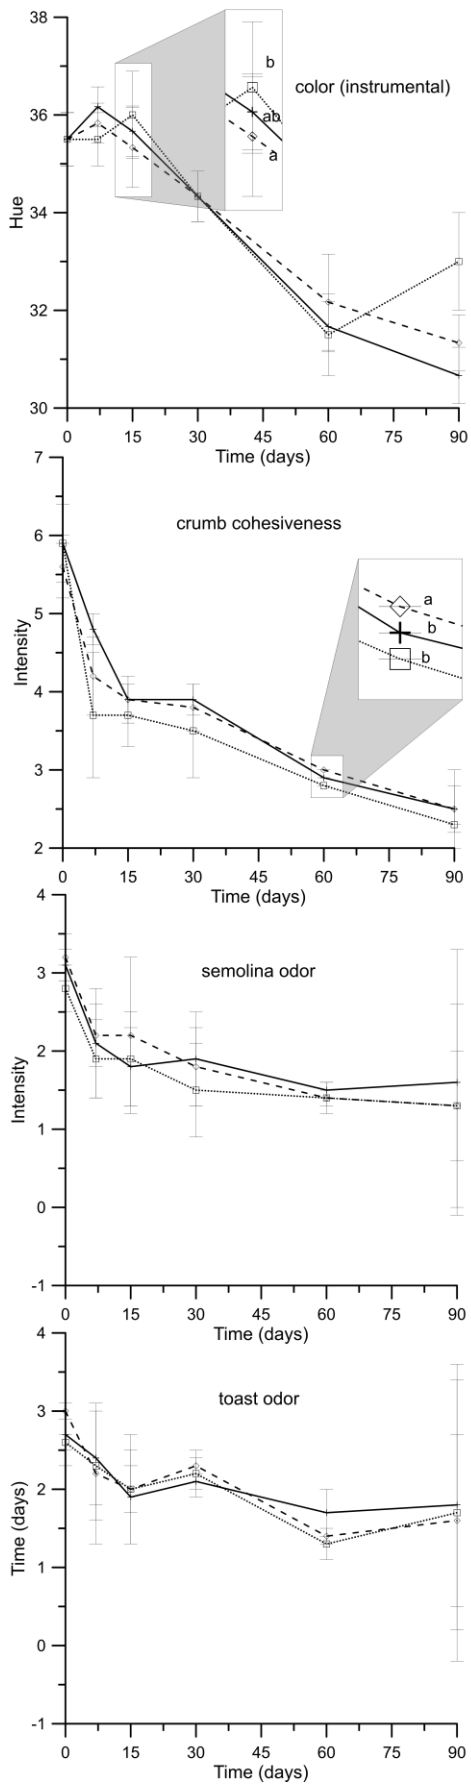 38
36
34
32
30
Hue
color (instrumental)
b
ab
a
0 15 30 45 60 75 90
Time (days)
7
6
5
4
3
2
Intensity
crumb cohesiveness
a
b
b
0 15 30 45 60 75 90
Time (days)
4
3
2
1
0
-1
Intensity
semolina odor
0 15 30 45 60 75 90
Time (days)
4
3
2
1
0
-1
Time (days)
toast odor
0 15 30 45 60 75 90
Time (days)